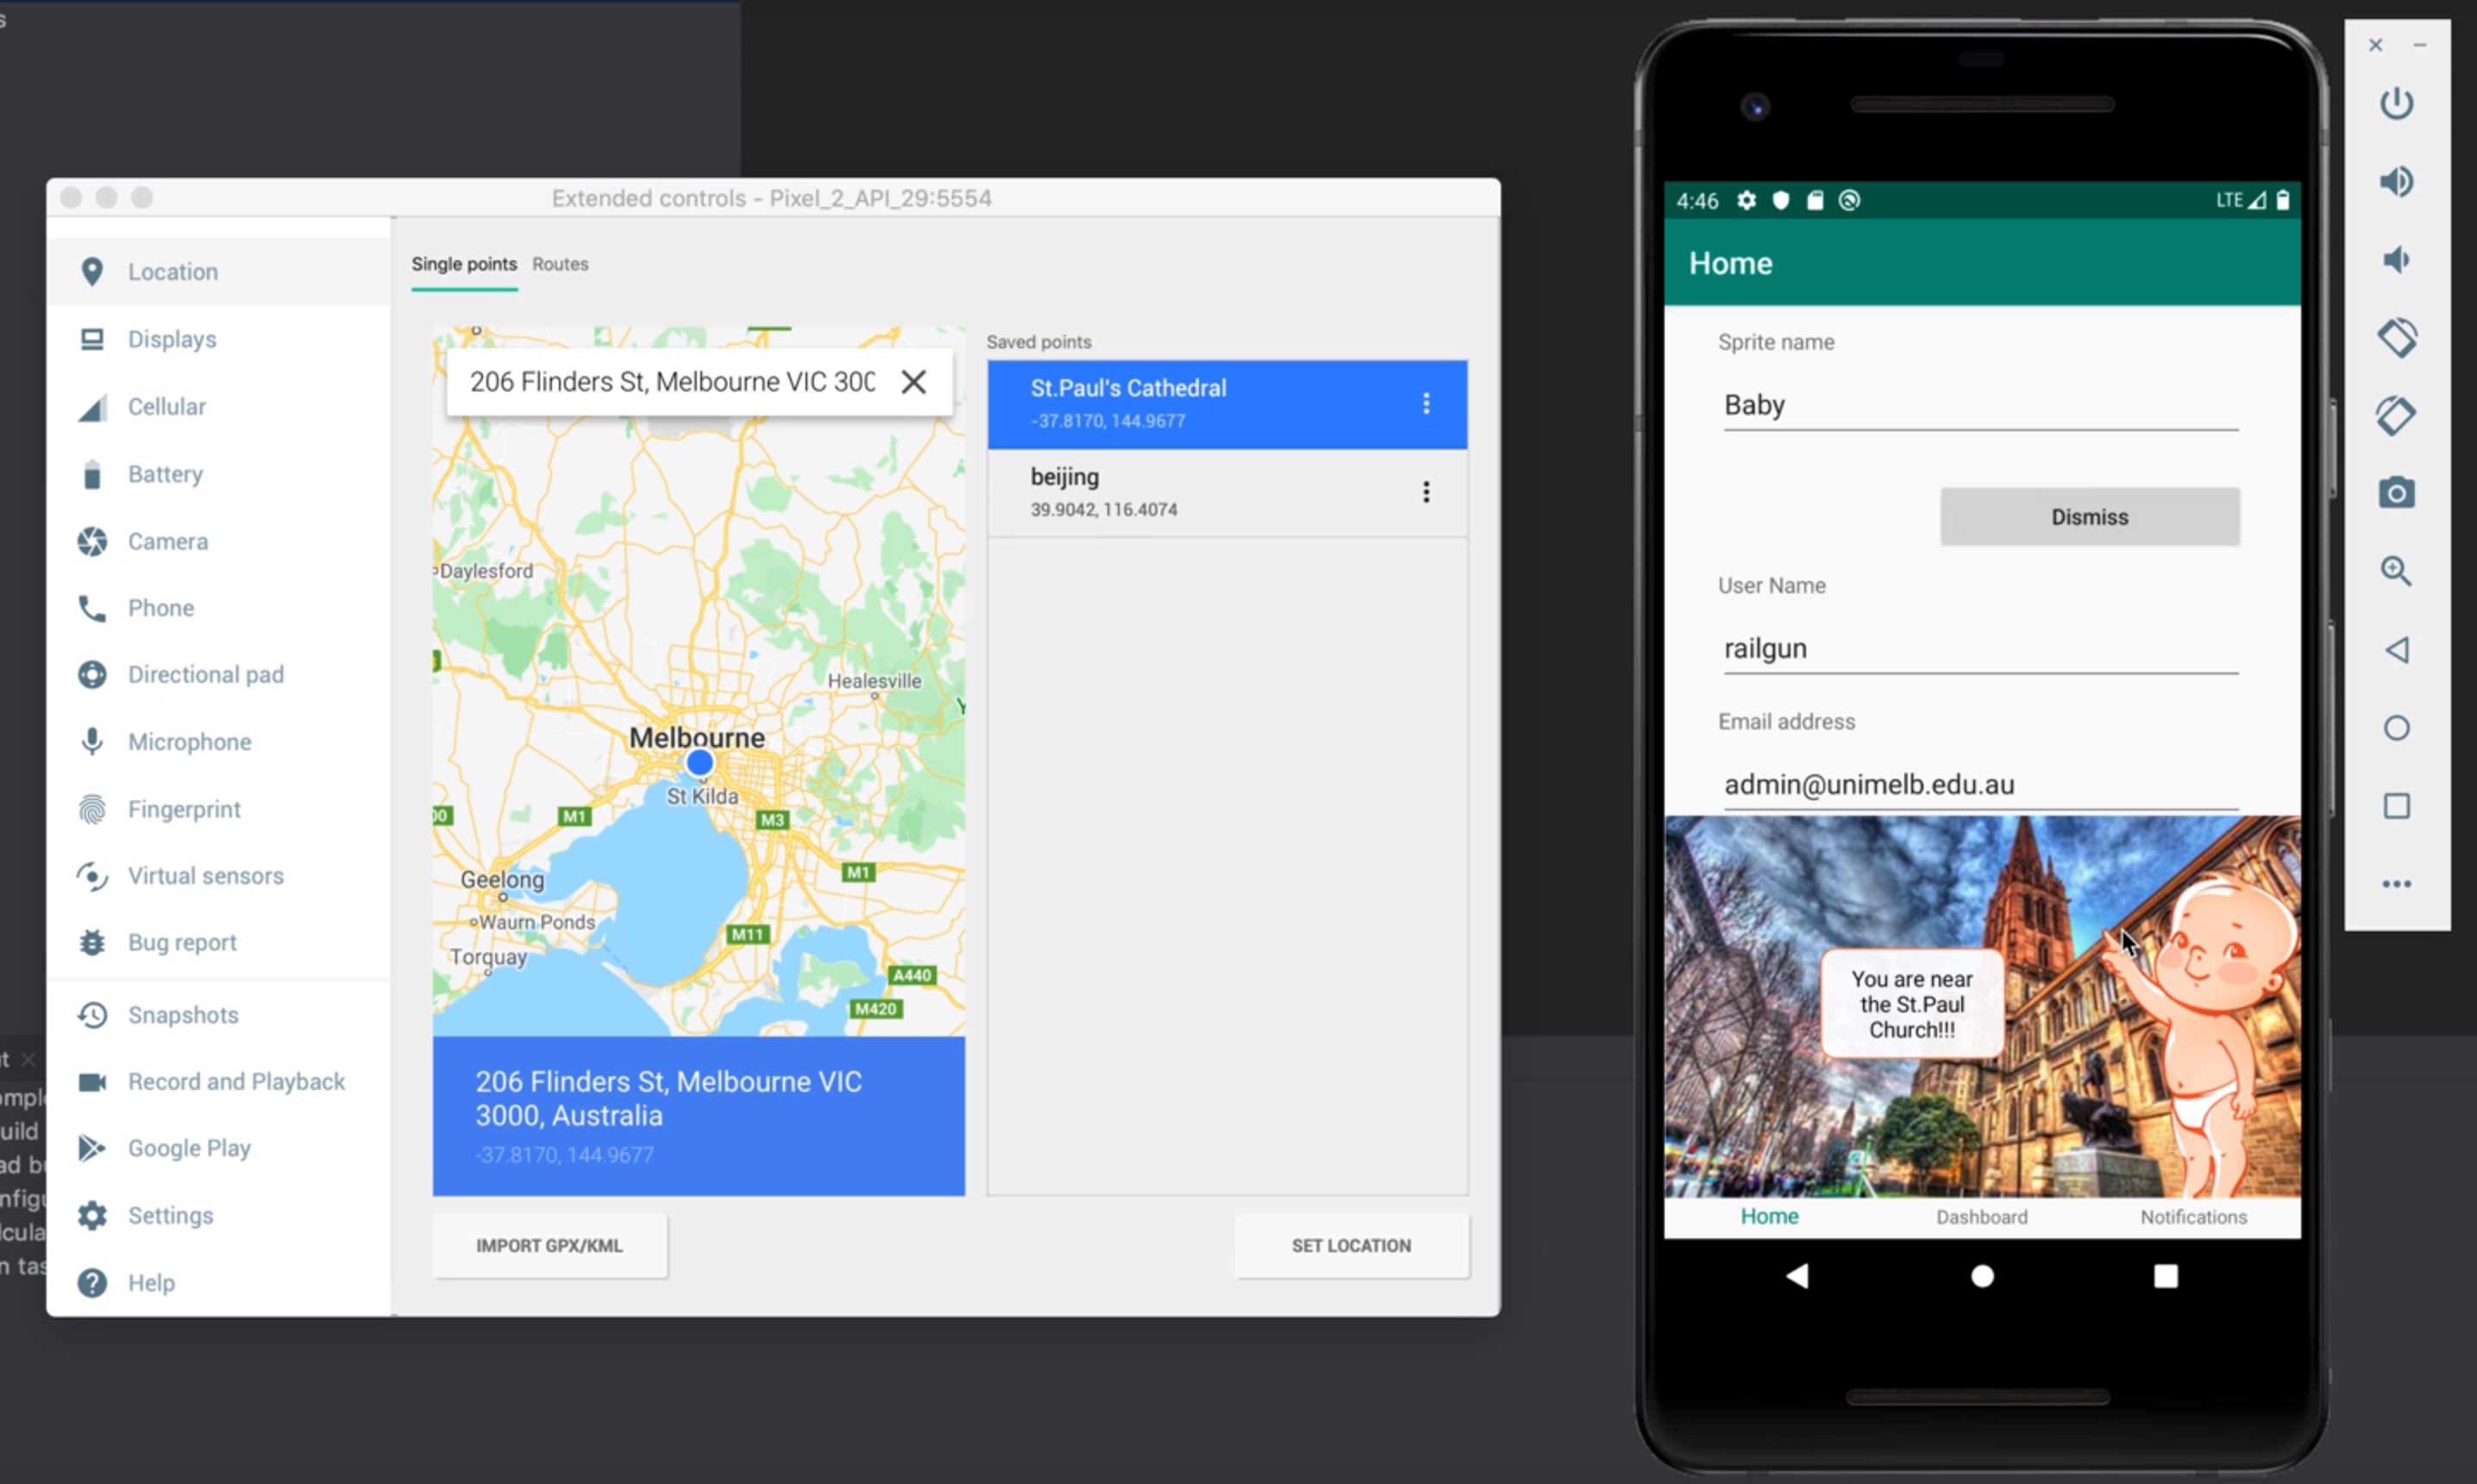 s
Extended controls - Pixel_2_API_29:5554
Location
Displays
Cellular
Battery
Camera
Phone
Directional pad
Microphone
Fingerprint
Virtual sensors
Bug report
Snapshots
Record and Playback
Google Play
Settings
Help
Single points
Routes
206 Flinders St, Melbourne VIC 300
Daylesford
Healesville
Y
Melbourne
St Kilda
M1
M3
00
M1
Geelong
Waurn Ponds
M11
Torquay
A440
M420
206 Flinders St, Melbourne VIC
3000, Australia
-37.8170, 144.9677
Saved points
St.Paul's Cathedral
-37.8170, 144.9677
beijing
39.9042, 116.4074
IMPORT GPX/KML
SET LOCATION
4:46
LTE
Home
Sprite name
Baby
Dismiss
User Name
railgun
Email address
admin@unimelb.edu.au
You are near
the St.Paul
Church!!!
Home
Dashboard
Notifications